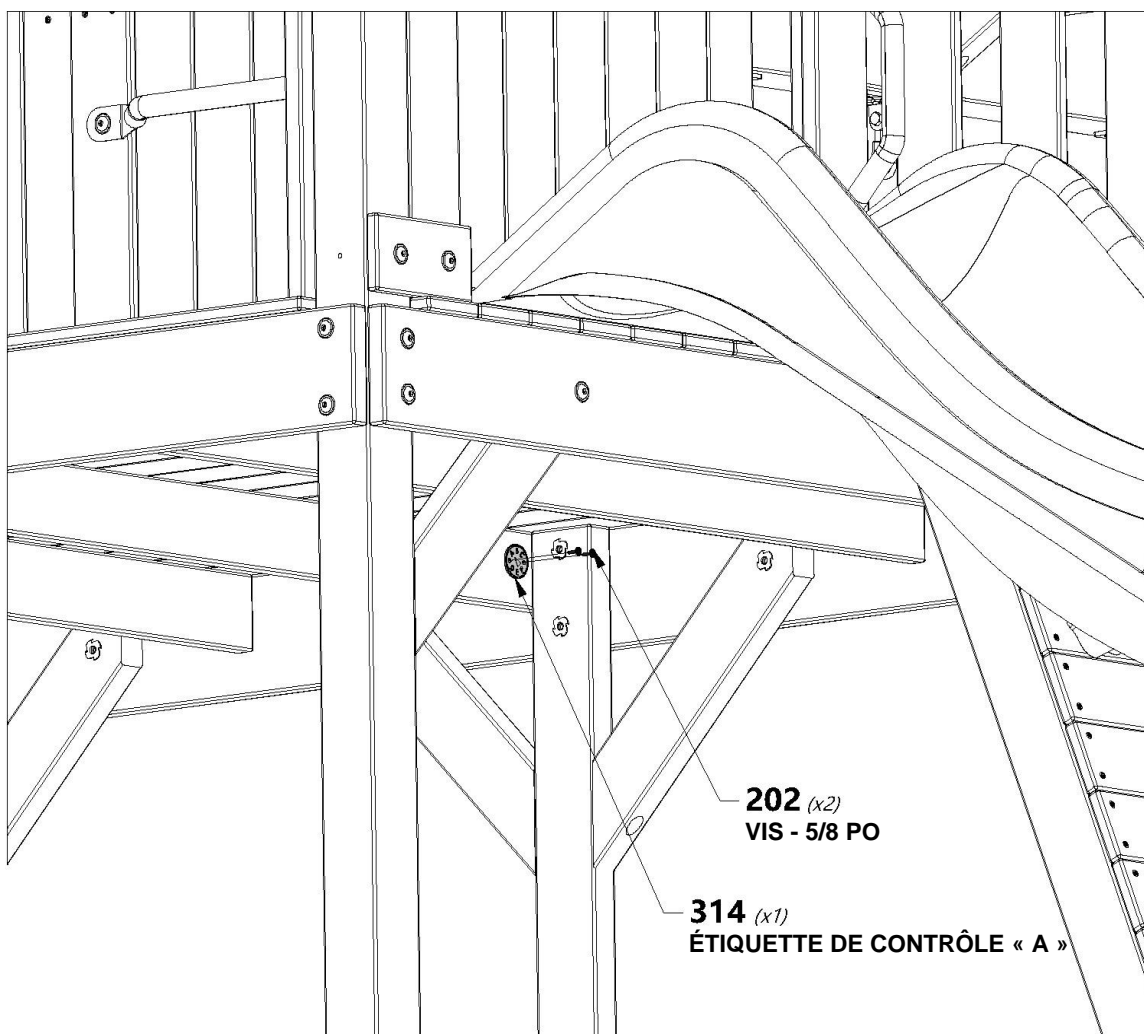 202 (x2)
VIS - 5/8 PO
314 (x1)
ÉTIQUETTE DE CONTRÔLE « A »